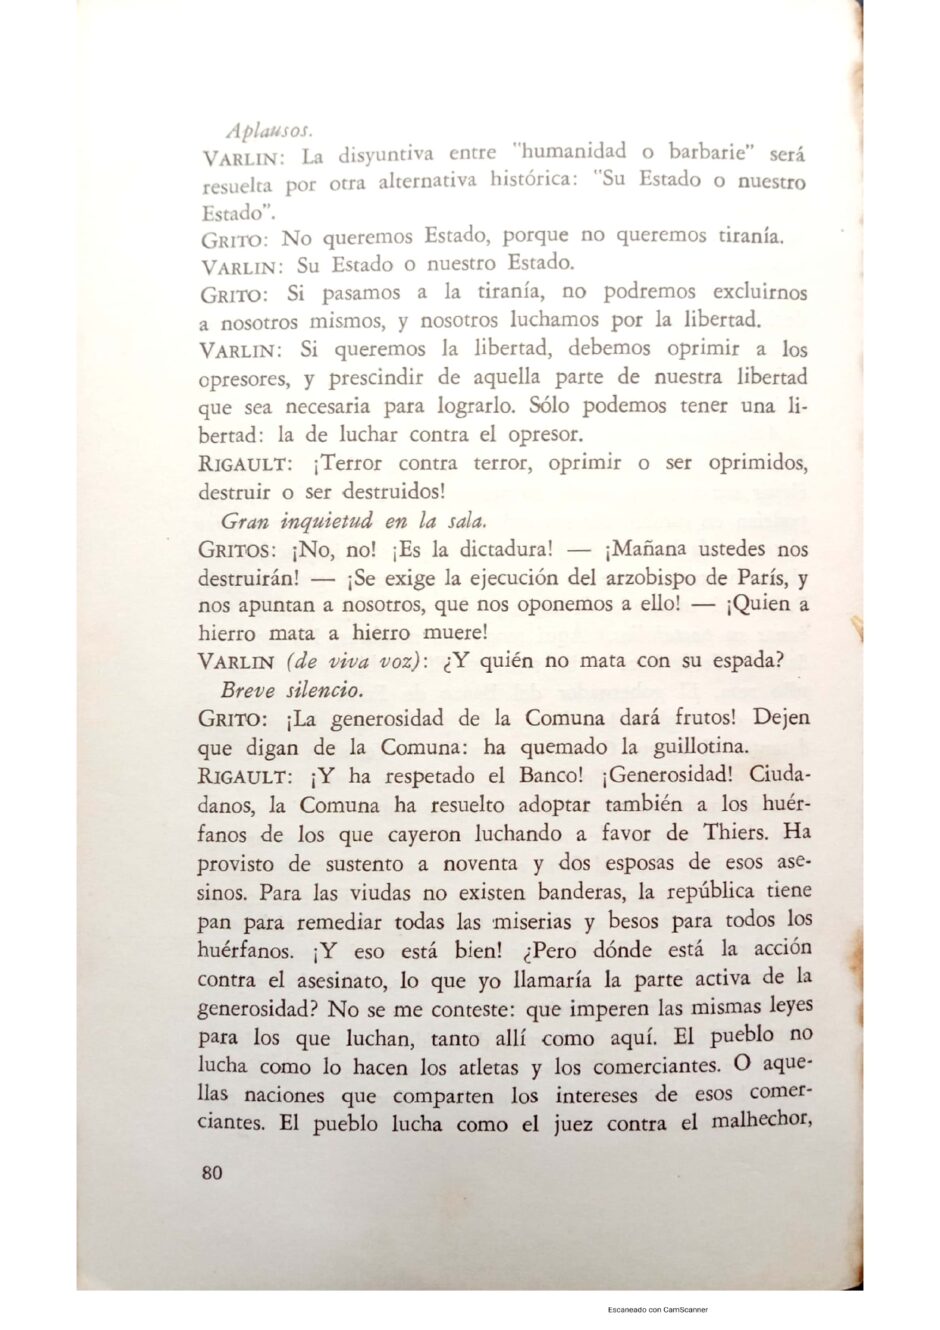 Aplausos.
VARLIN: La disyuntiva entre "humanidad o barbarie" será
resuelta por otra alternativa histórica: "Su Estado o nuestro
Estado".
GRITO: No queremos Estado, porque no queremos tiranía.
VARLIN: Su Estado o nuestro Estado.
GRITO: Si pasamos a la tiranía, no podremos excluirnos
a nosotros mismos, y nosotros luchamos por la libertad.
VARLIN: Si queremos la libertad, debemos oprimir a los
opresores, y prescindir de aquella parte de nuestra libertad
que sea necesaria para lograrlo. Sólo podemos tener una li-
bertad: la de luchar contra el opresor.
RIGAULT: ¡Terror contra terror, oprimir o ser oprimidos,
destruir o ser destruidos!
Gran inquietud en la sala.
GRITOS: ¡No, no! ¡Es la dictadura! — ¡Mañana ustedes nos
destruirán! — ¡Se exige la ejecución del arzobispo de París, y
nos apuntan a nosotros, que nos oponemos a ello! — ¡Quien a
hierro mata a hierro muere!
VARLIN (de viva voz): ¿Y quién no mata con su espada?
Breve silencio.
GRITO: ¡La generosidad de la Comuna dará frutos! Dejen
que digan de la Comuna: ha quemado la guillotina.
RIGAULT: ¡Y ha respetado el Banco! ¡Generosidad! Ciuda-
danos, la Comuna ha resuelto adoptar también a los huér-
fanos de los que cayeron luchando a favor de Thiers. Ha
provisto de sustento a noventa y dos esposas de esos ase-
sinos. Para las viudas no existen banderas, la república tiene
pan para remediar todas las miserias y besos para todos los
huérfanos. ¡Y eso está bien! ¿Pero dónde está la acción
contra el asesinato, lo que yo llamaría la parte activa de la
generosidad? No se me conteste: que imperen las mismas leyes
para los que luchan, tanto allí como aquí. El pueblo no
lucha como lo hacen los atletas y los comerciantes. O aque-
llas naciones que comparten los intereses de esos comer-
ciantes. El pueblo lucha como el juez contra el malhechor,
80
Escaneado con CamScanner